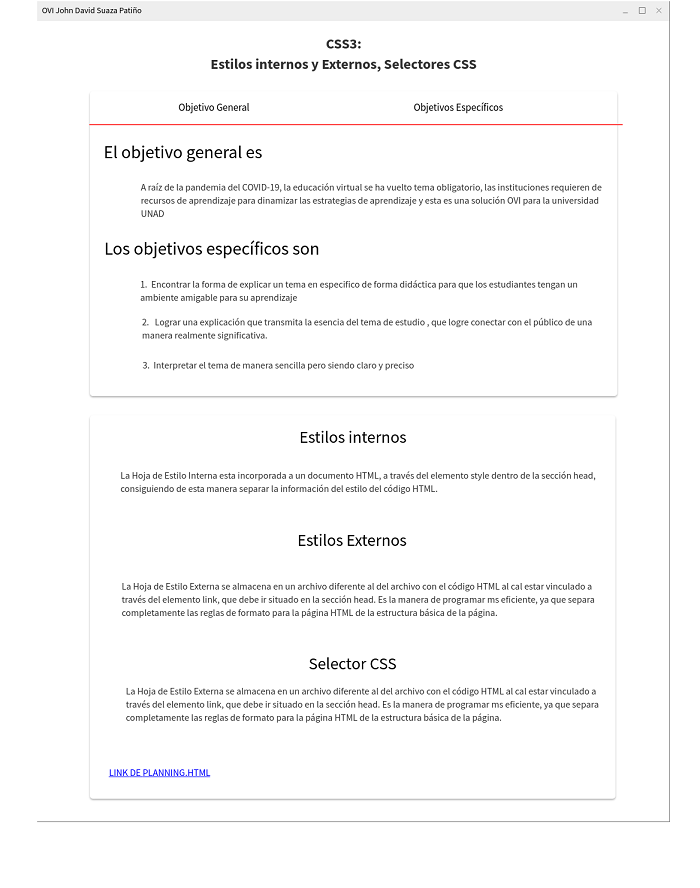 OVI John David Suaza Patiño
CSS3:
Estilos internos y Externos, Selectores CSS
Objetivo General
Objetivos Específicos
El objetivo general es
A raíz de la pandemia del COVID-19, la educación virtual se ha vuelto tema obligatorio, las instituciones requieren de
recursos de aprendizaje para dinamizar las estrategias de aprendizaje y esta es una solución OVI para la universidad
UNAD
Los objetivos específicos son
1. Encontrar la forma de explicar un tema en especifico de forma didáctica para que los estudiantes tengan un
ambiente amigable para su aprendizaje
2. Lograr una explicación que transmita la esencia del tema de estudio , que logre conectar con el público de una
manera realmente significativa.
3. Interpretar el tema de manera sencilla pero siendo claro y preciso
Estilos internos
La Hoja de Estilo Interna esta incorporada a un documento HTML, a través del elemento style dentro de la sección head,
consiguiendo de esta manera separar la información del estilo del código HTML.
Estilos Externos
La Hoja de Estilo Externa se almacena en un archivo diferente al del archivo con el código HTML al cal estar vinculado a
través del elemento link, que debe ir situado en la sección head. Es la manera de programar ms eficiente, ya que separa
completamente las reglas de formato para la página HTML de la estructura básica de la página.
Selector CSS
La Hoja de Estilo Externa se almacena en un archivo diferente al del archivo con el código HTML al cal estar vinculado a
través del elemento link, que debe ir situado en la sección head. Es la manera de programar ms eficiente, ya que separa
completamente las reglas de formato para la página HTML de la estructura básica de la página.
LINK DE PLANNING.HTML